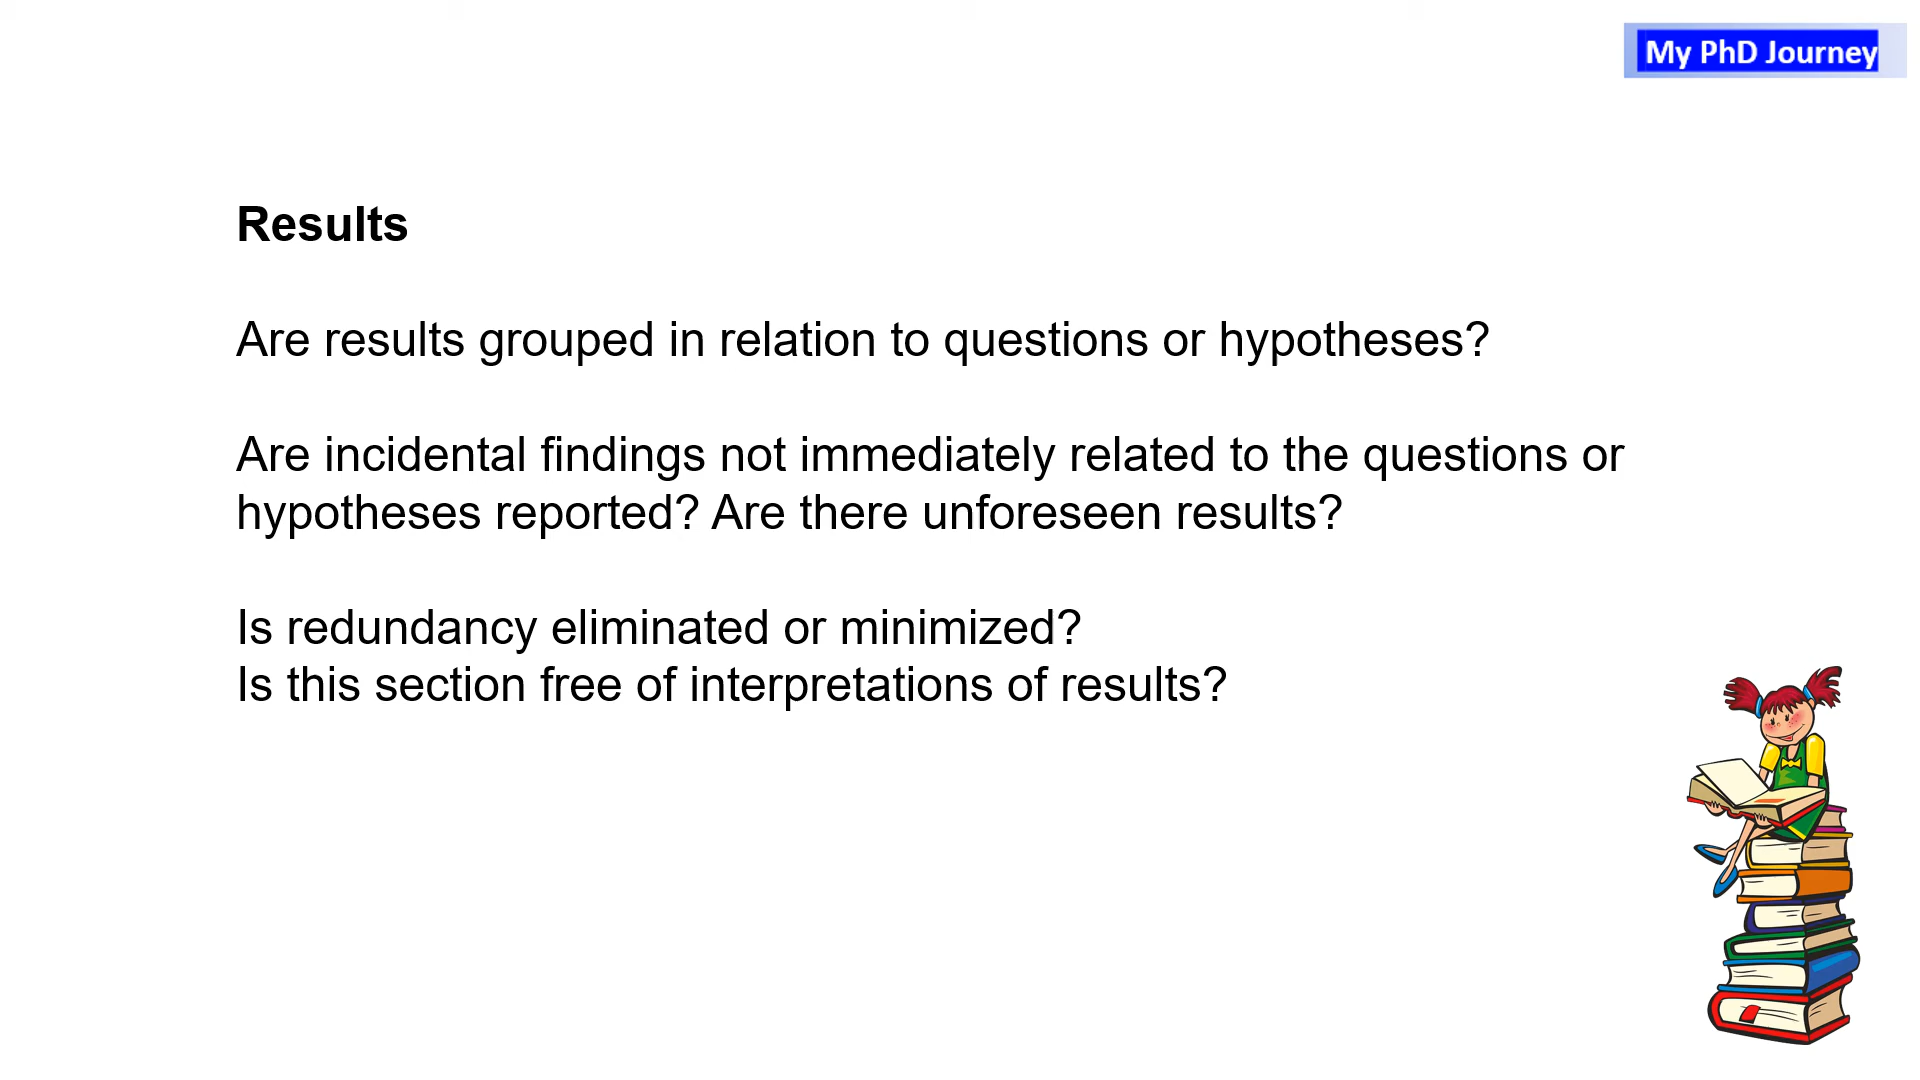 My PhD Journey
Results
Are results grouped in relation to questions or hypotheses?
Are incidental findings not immediately related to the questions or
hypotheses reported? Are there unforeseen results?
Is redundancy eliminated or minimized?
Is this section free of interpretations of results?